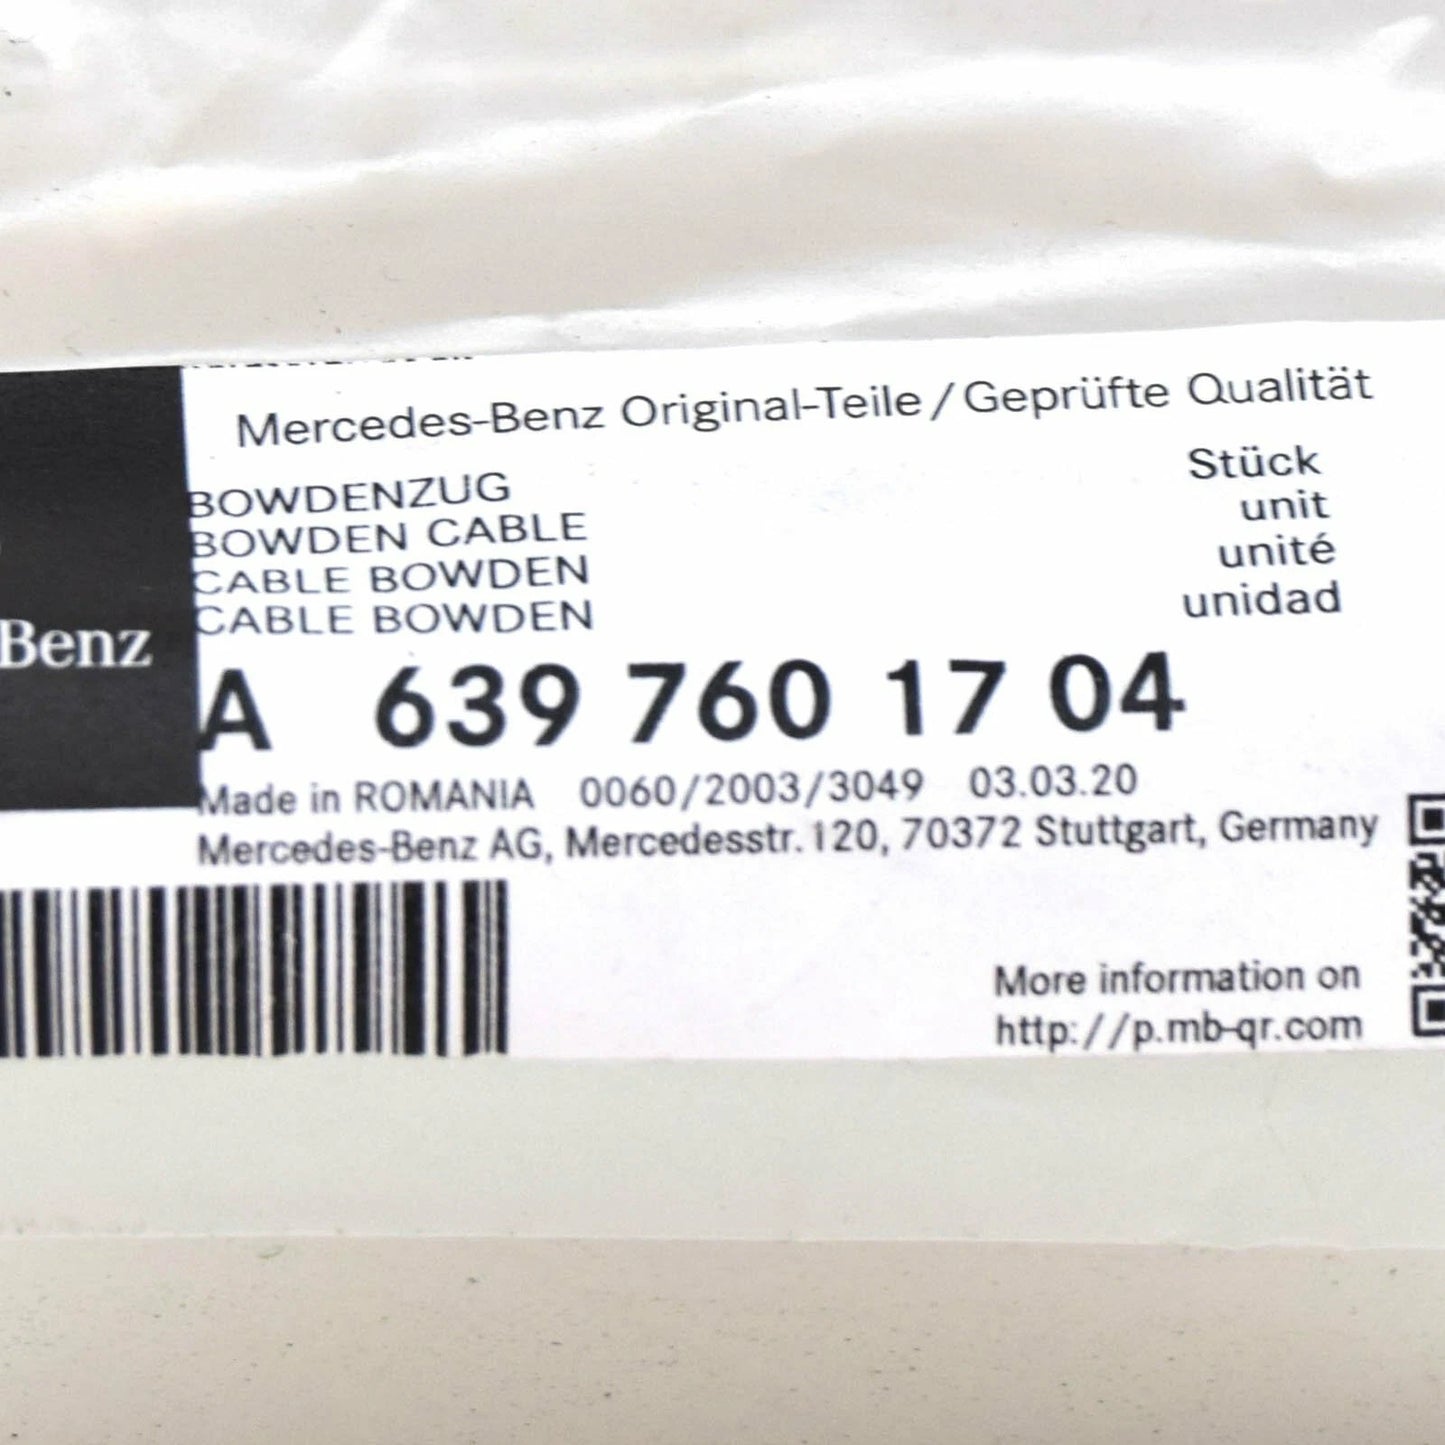 Mercedes-Benz Original-Teile / Geprüfte Qualität
BOWDENZUG
BOWDEN CABLE
CABLE BOWDEN
CABLE BOWDEN
Stück
unit
unité
unidad
Benz
A 639 760 17 04
Made in ROMANIA 0060/2003/3049 03.03.20
Mercedes-Benz AG, Mercedesstr. 120, 70372 Stuttgart, Germany
More information on
http://p.mb-qr.com